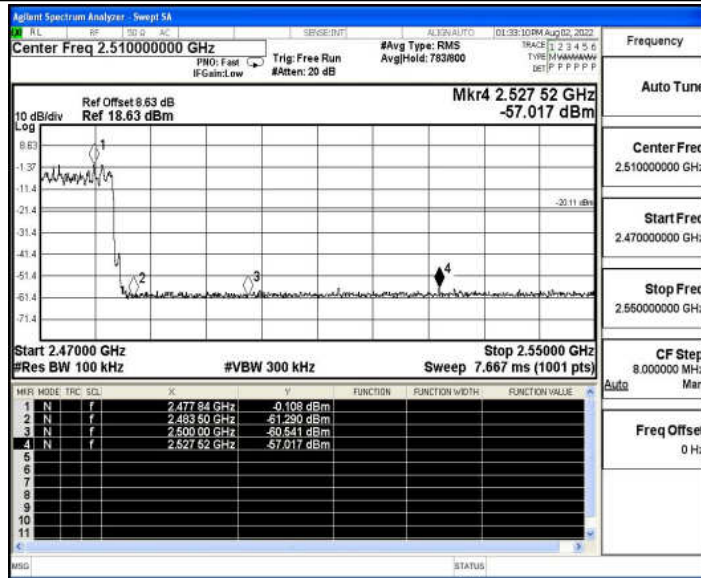 Agilent Spectrum Analyzer - Swept SA
RL RF 50 Ω AC SENSE:INT ALIGN AUTO 01:33:10 PM Aug 02, 2022
Center Freq 2.510000000 GHz
PNO: Fast
IFGain:Low
Trig: Free Run
#Atten: 20 dB
#Avg Type: RMS
Avg|Hold: 783/800
TRACE 1 2 3 4 5 6
TYPE
DET P P P P P P
Frequency
Ref Offset 8.63 dB
10 dB/div Ref 18.63 dBm
Log
Mkr4 2.527 52 GHz
-57.017 dBm
8.63
-1.37
-11.4
-21.4
-31.4
-41.4
-51.4
-61.4
-71.4
1
2
3
4
-20.11 dBm
Start 2.47000 GHz
Stop 2.55000 GHz
#Res BW 100 kHz #VBW 300 kHz Sweep 7.667 ms (1001 pts)
MKR MODE TRC SCL X Y FUNCTION FUNCTION WIDTH FUNCTION VALUE
1 N f 2.477 84 GHz -0.108 dBm
2 N f 2.483 50 GHz -61.290 dBm
3 N f 2.500 00 GHz -60.541 dBm
4 N f 2.527 52 GHz -57.017 dBm
5
6
7
8
9
10
11
MSG STATUS
Auto Tune
Center Freq
2.510000000 GHz
Start Freq
2.470000000 GHz
Stop Freq
2.550000000 GHz
CF Step
8.000000 MHz
Auto Man
Freq Offset
0 Hz